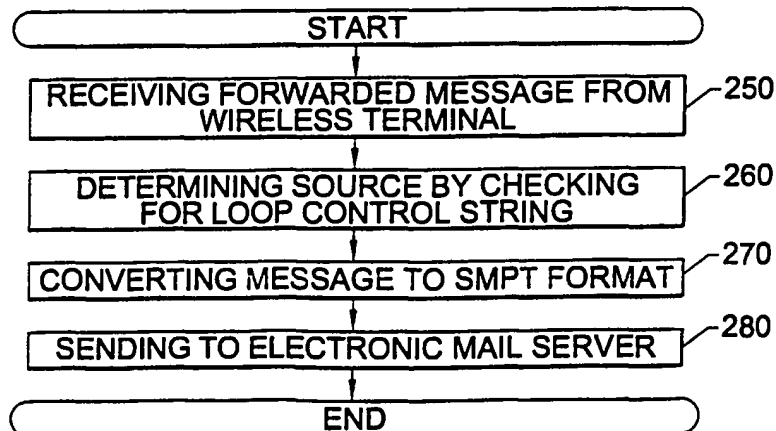 START
RECEIVING FORWARDED MESSAGE FROM
WIRELESS TERMINAL
250
DETERMINING SOURCE BY CHECKING
FOR LOOP CONTROL STRING
260
CONVERTING MESSAGE TO SMPT FORMAT
270
SENDING TO ELECTRONIC MAIL SERVER
280
END